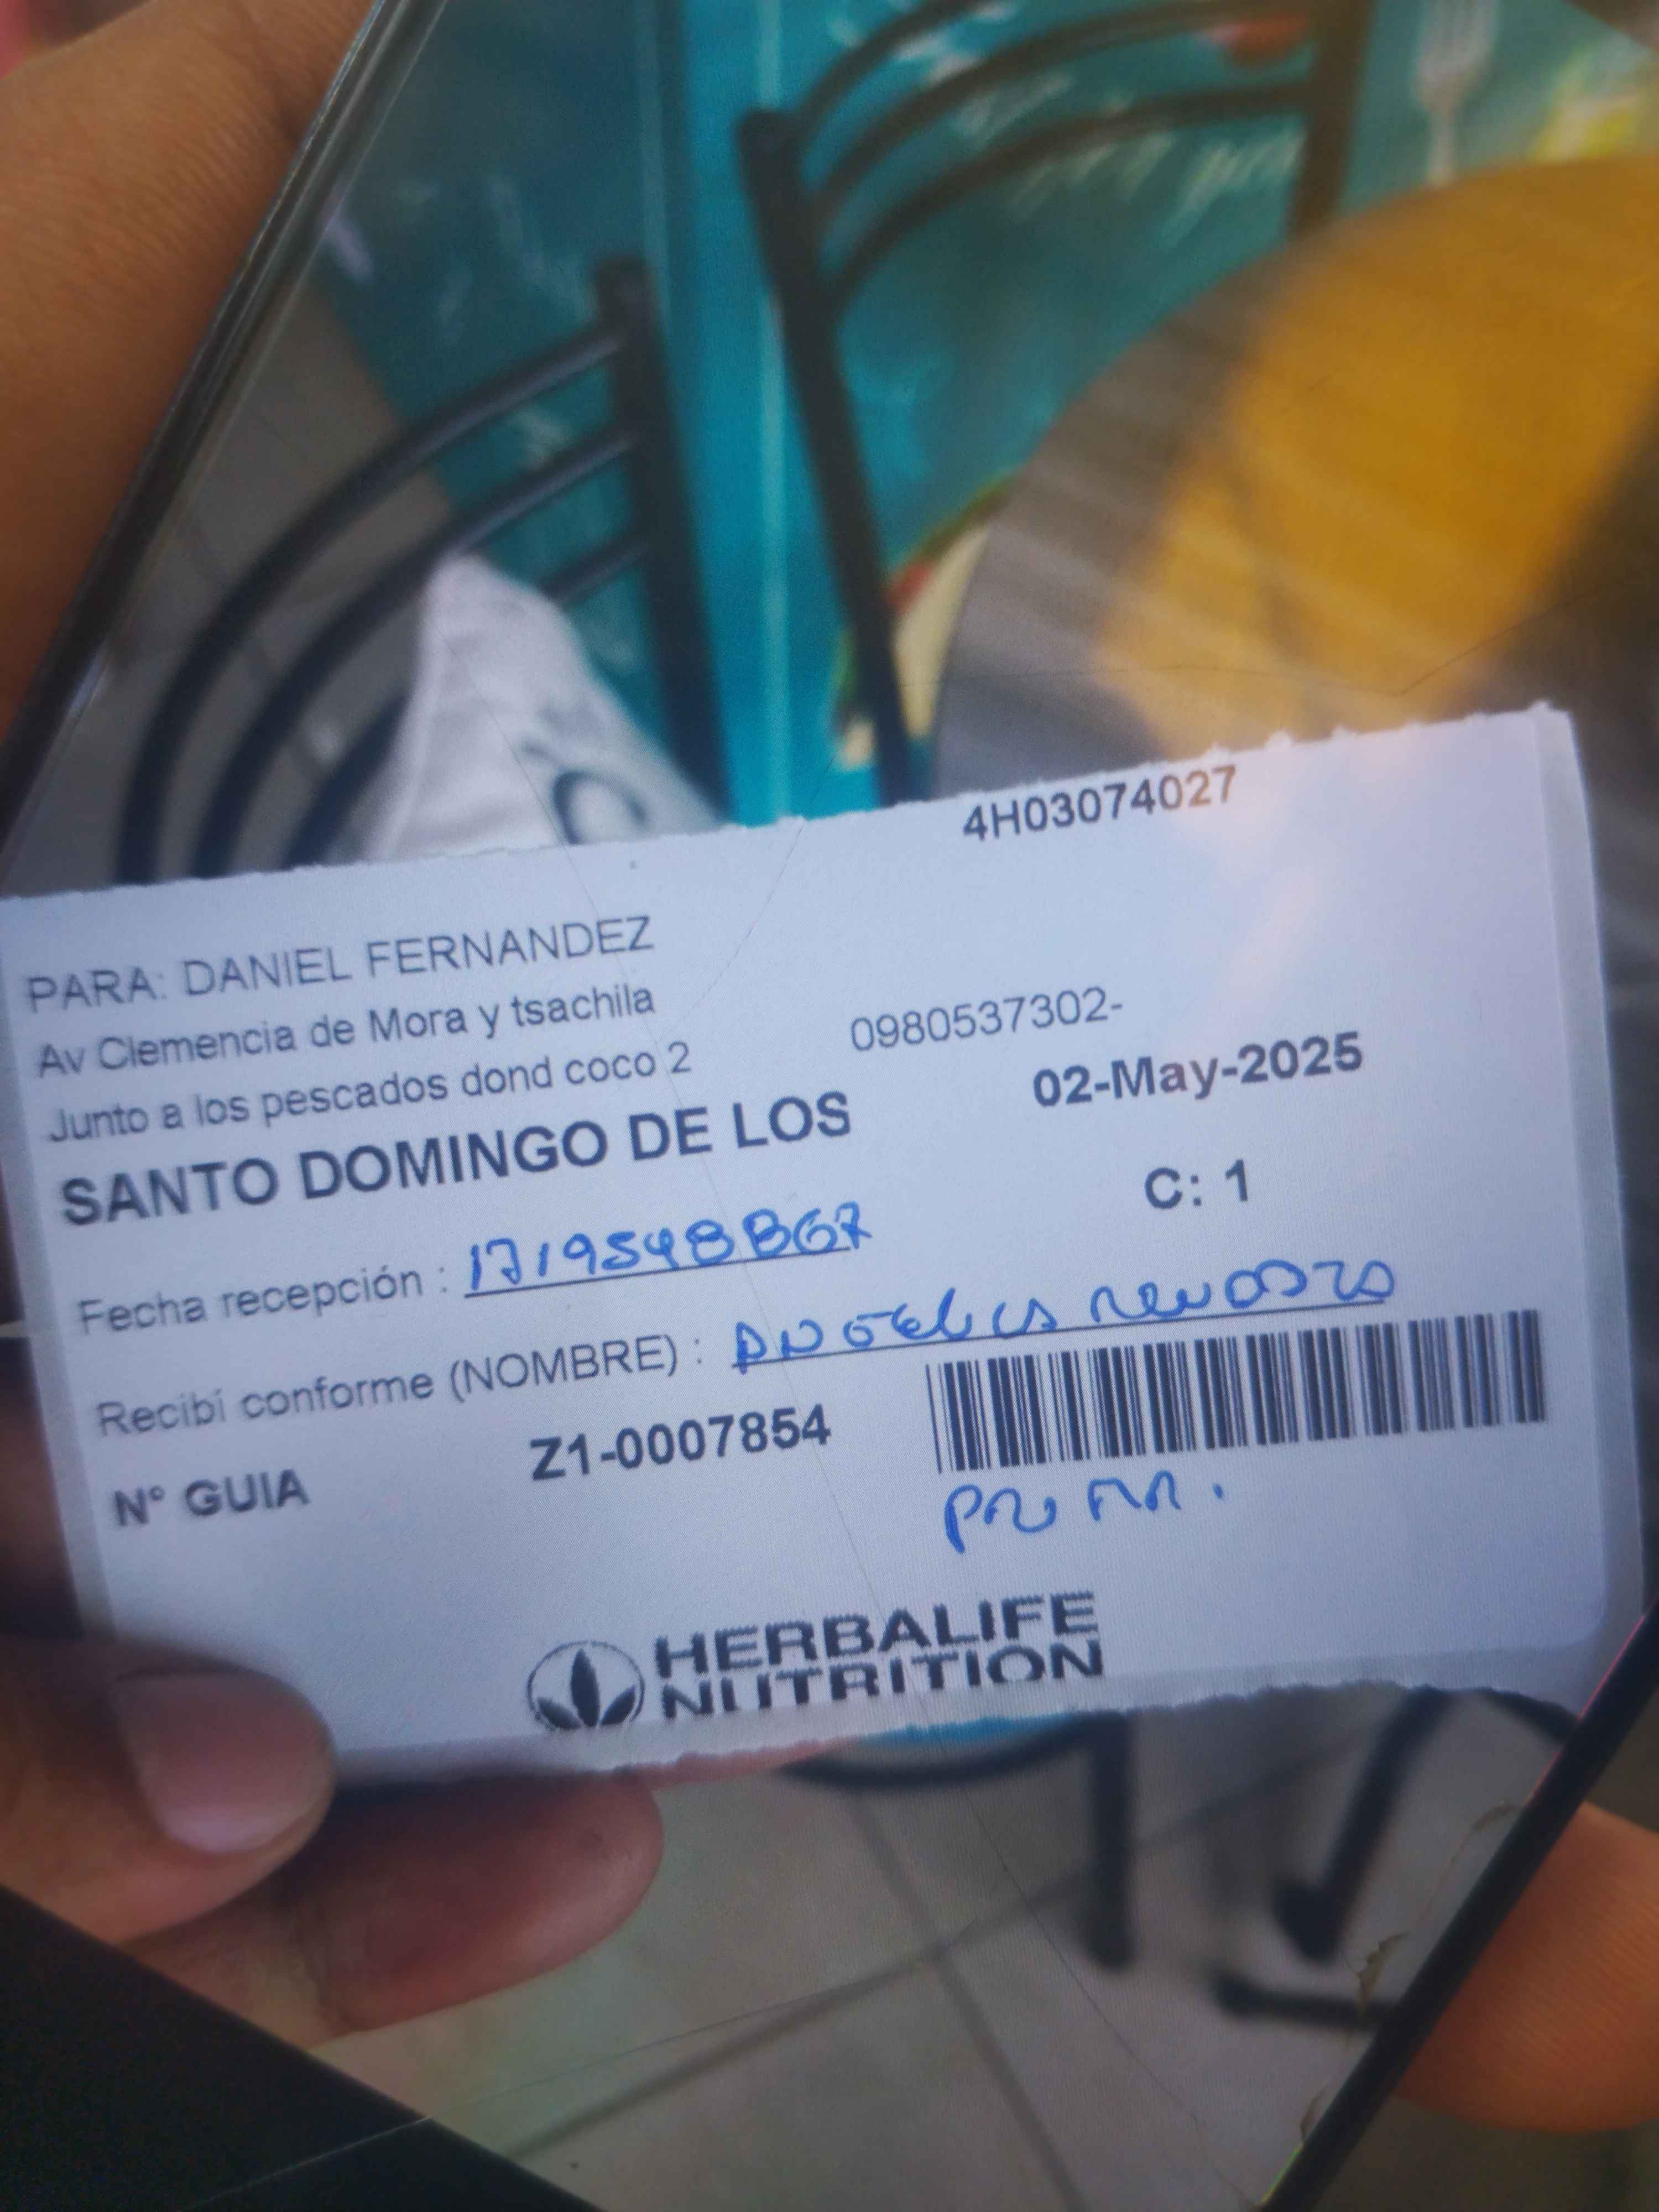 4H03074027
PARA: DANIEL FERNANDEZ
Av Clemencia de Mora y tsachila
0980537302-
Junto a los pescados dond coco 2
02-May-2025
SANTO DOMINGO DE LOS
C: 1
Fecha recepción : 1719548867
Recibí conforme (NOMBRE) : ANGELICA
N° GUIA Z1-0007854
HERBALIFE
NUTRITION